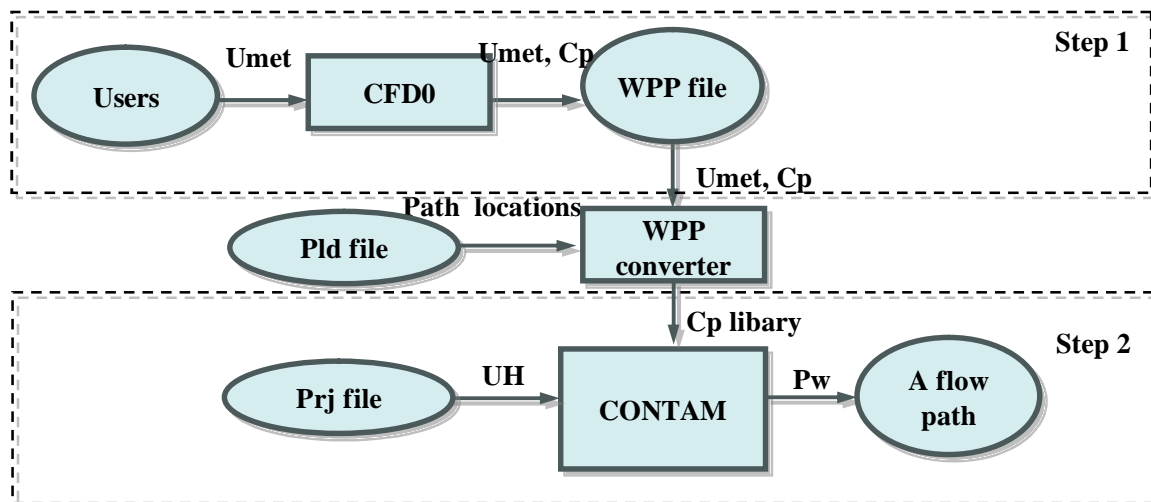 Step 1
Umet
Umet, Cp
Users
CFD0
WPP file
Umet, Cp
Path locations
Pld file
WPP
converter
Cp libary
Step 2
UH
Pw
Prj file
CONTAM
A flow
path